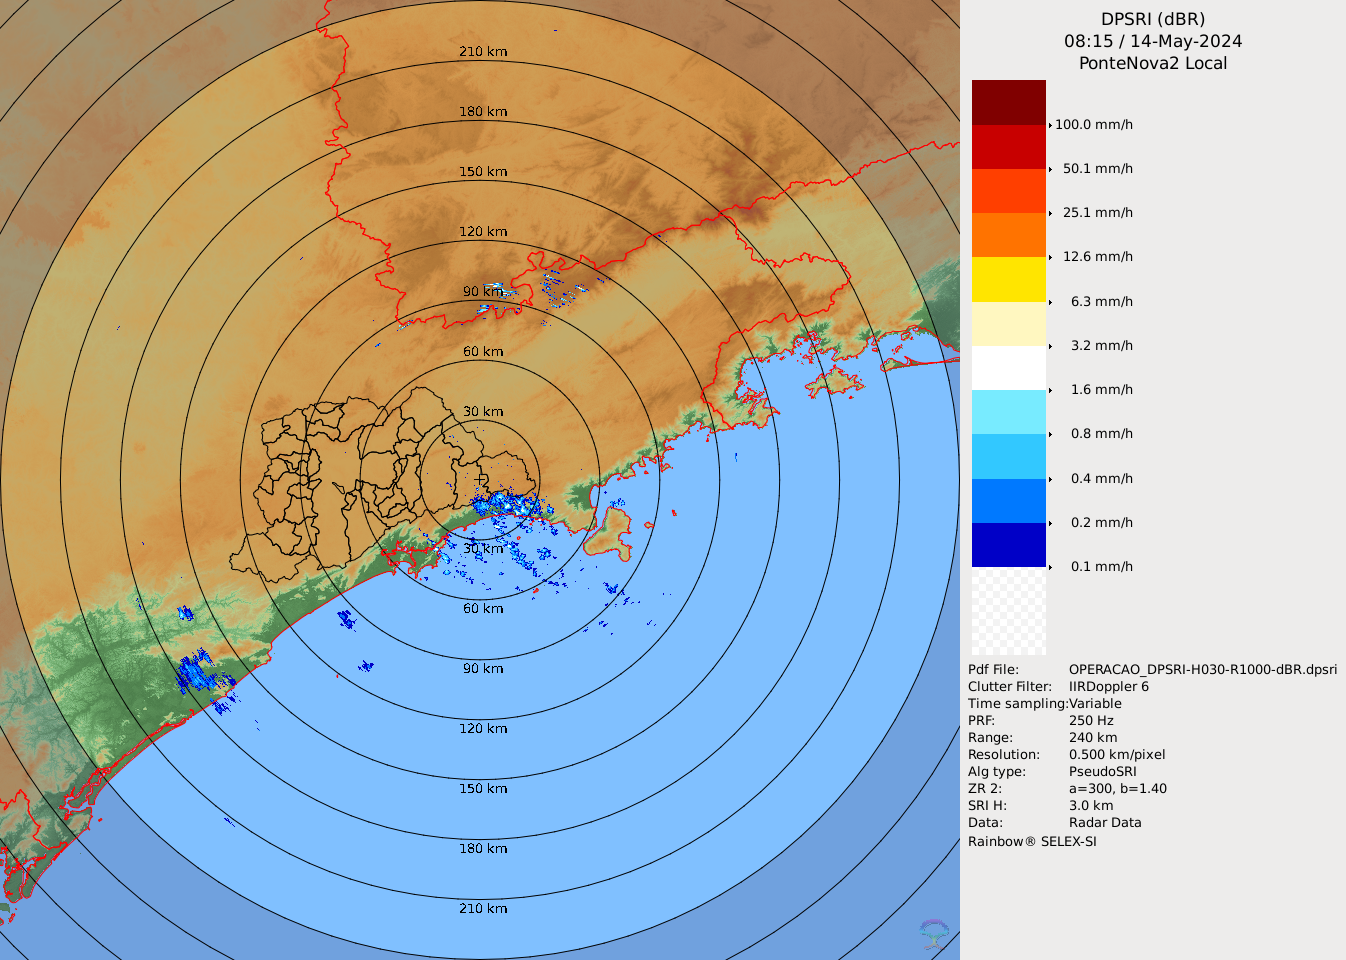 210 km
180 km
150 km
120 km
90 km
60 km
30 km
30 km
60 km
90 km
120 km
150 km
180 km
210 km
DPSRI (dBR)
08:15 / 14-May-2024
PonteNova2 Local
100.0 mm/h
50.1 mm/h
25.1 mm/h
12.6 mm/h
6.3 mm/h
3.2 mm/h
1.6 mm/h
0.8 mm/h
0.4 mm/h
0.2 mm/h
0.1 mm/h
Pdf File: OPERACAO_DPSRI-H030-R1000-dBR.dpsri
Clutter Filter: IIRDoppler 6
Time sampling:Variable
PRF: 250 Hz
Range: 240 km
Resolution: 0.500 km/pixel
Alg type: PseudoSRI
ZR 2: a=300, b=1.40
SRI H: 3.0 km
Data: Radar Data
Rainbow® SELEX-SI